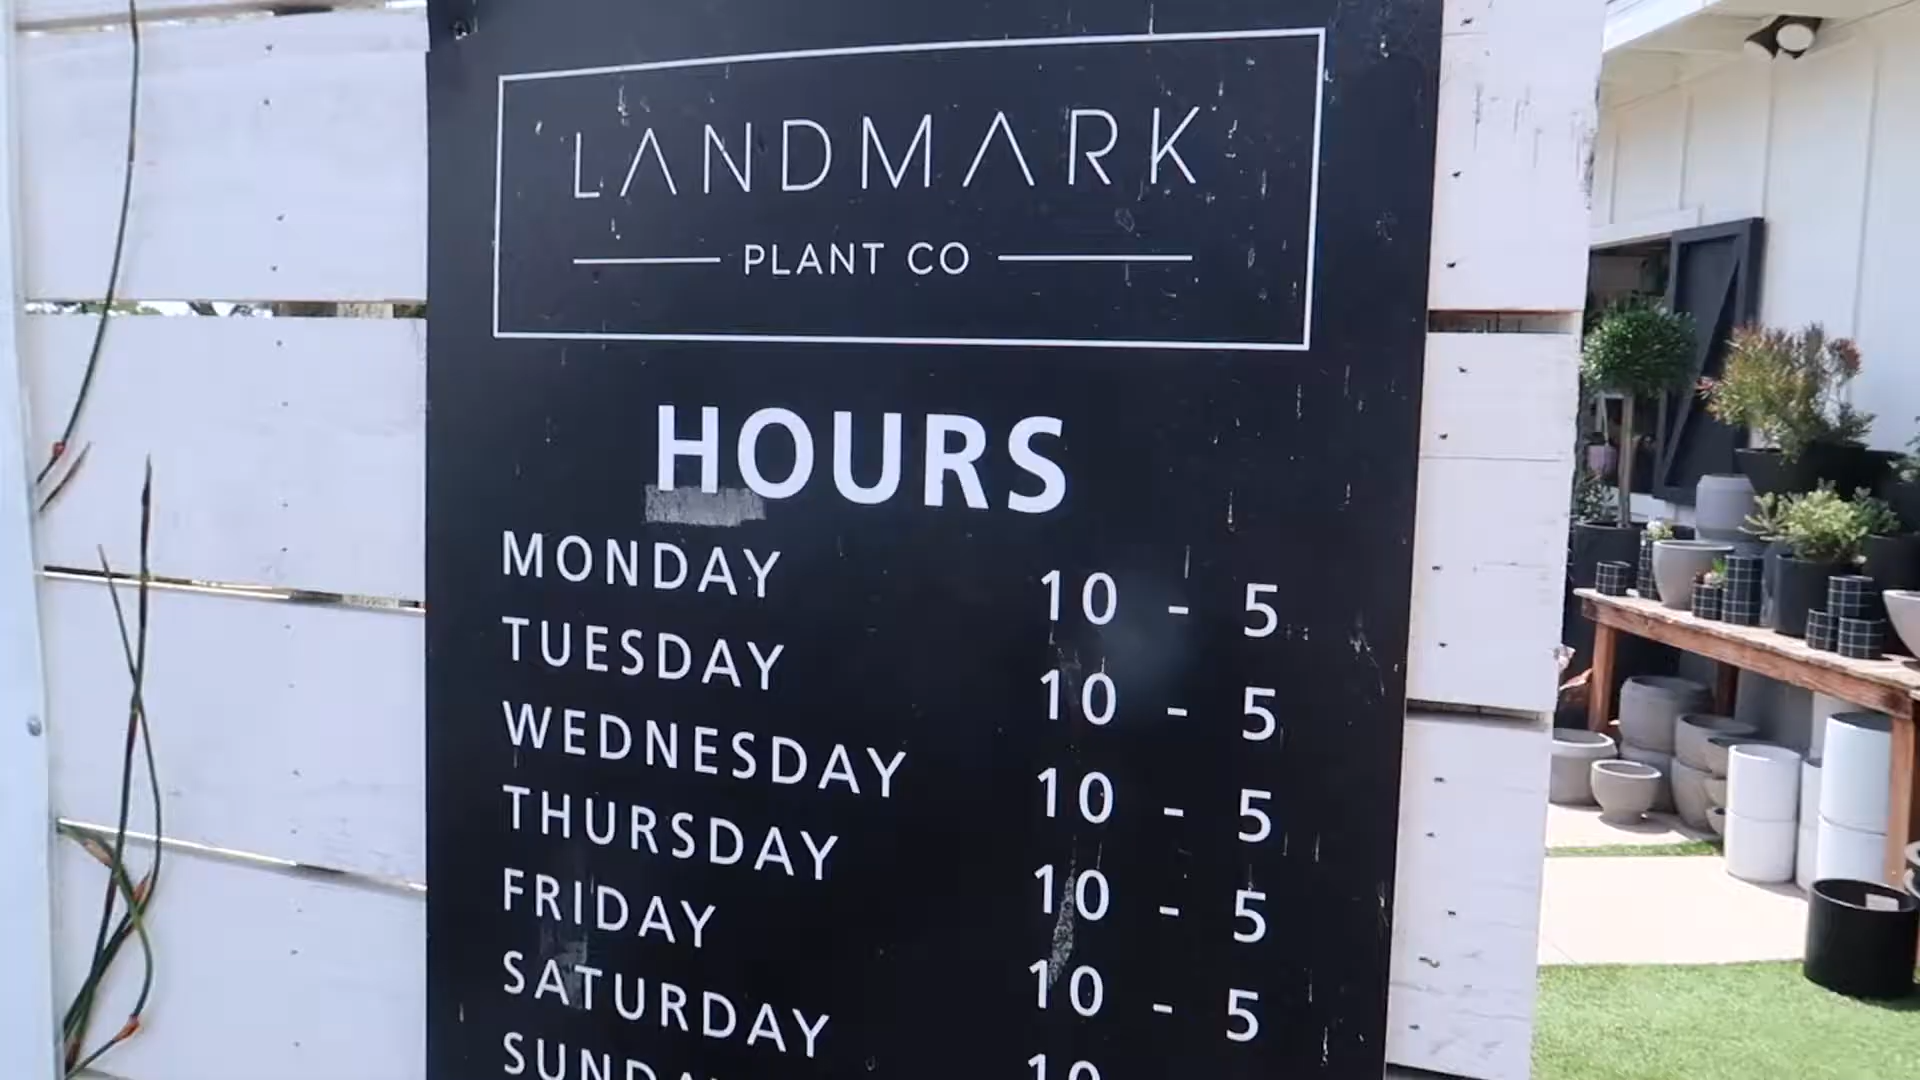 LANDMARK
PLANT CO
HOURS
MONDAY 10 - 5
TUESDAY 10 - 5
WEDNESDAY 10 - 5
THURSDAY 10 - 5
FRIDAY 10 - 5
SATURDAY 10
SUNDAY